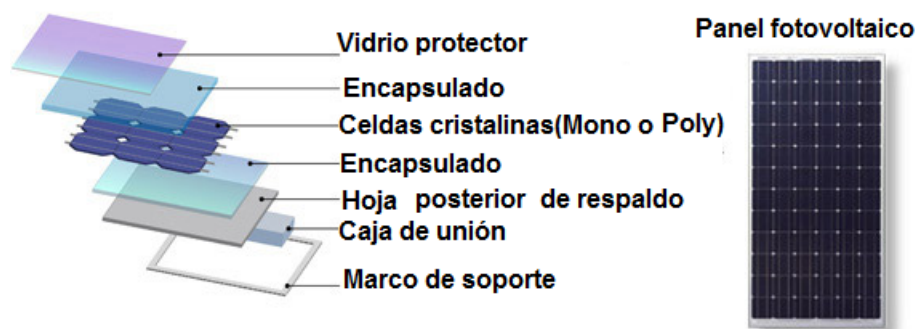 Panel fotovoltaico
Vidrio protector
Encapsulado
Celdas cristalinas(Mono o Poly)
Encapsulado
Hoja posterior de respaldo
Caja de unión
Marco de soporte